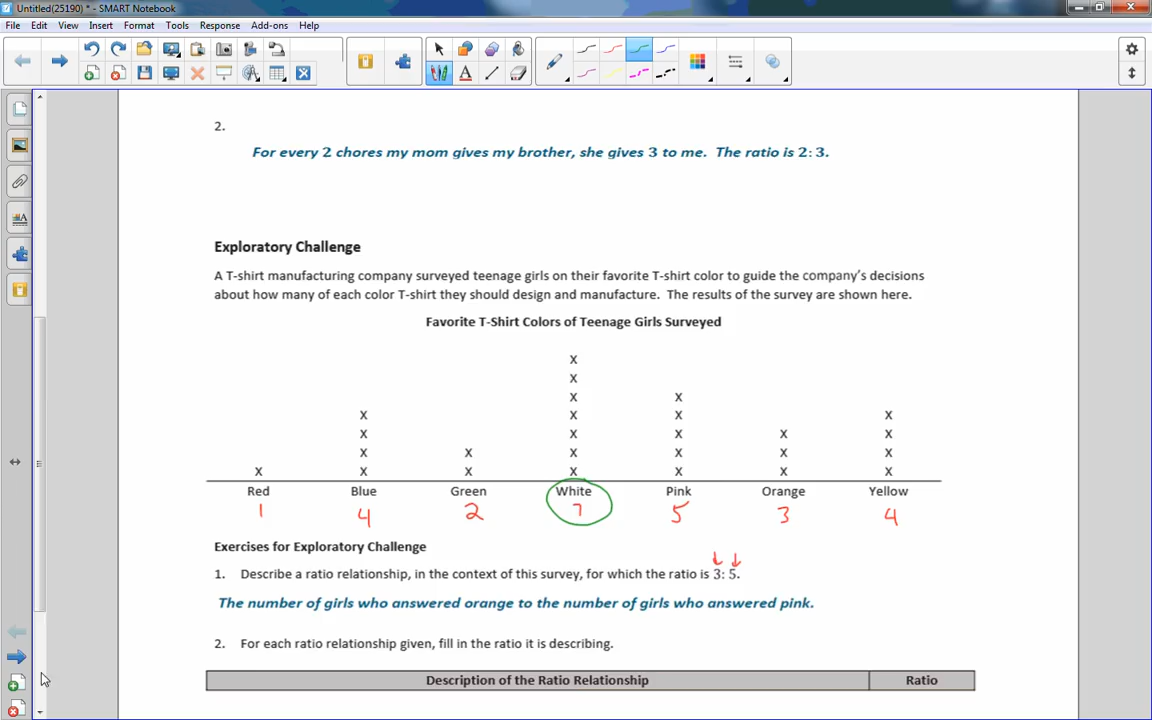 Untitled(25190) * - SMART Notebook
File Edit View Insert Format Tools Response Add-ons Help
2.
For every 2 chores my mom gives my brother, she gives 3 to me. The ratio is 2: 3.
Exploratory Challenge
A T-shirt manufacturing company surveyed teenage girls on their favorite T-shirt color to guide the company's decisions
about how many of each color T-shirt they should design and manufacture. The results of the survey are shown here.
Favorite T-Shirt Colors of Teenage Girls Surveyed
X
X
X X
X X X X
X X X X X
X X X X X X
X X X X X X X
Red Blue Green White Pink Orange Yellow
1 4 2 7 5 3 4
Exercises for Exploratory Challenge
1. Describe a ratio relationship, in the context of this survey, for which the ratio is 3: 5.
The number of girls who answered orange to the number of girls who answered pink.
2. For each ratio relationship given, fill in the ratio it is describing.
Description of the Ratio Relationship Ratio